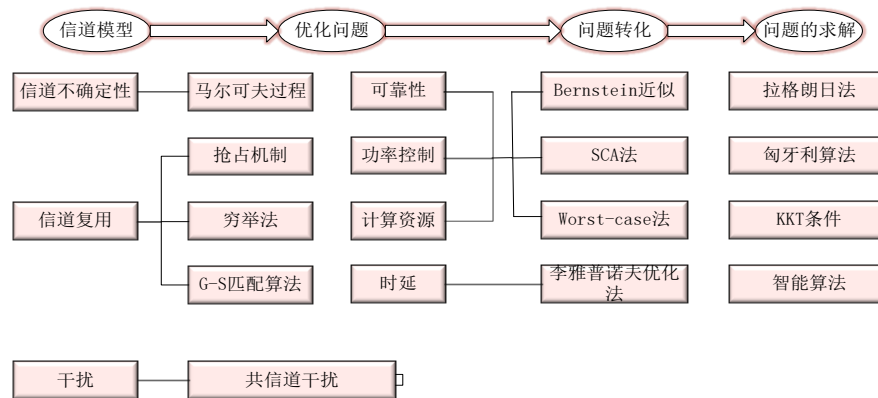 信道模型
优化问题
问题转化
问题的求解
信道不确定性
马尔可夫过程
可靠性
Bernstein近似
拉格朗日法
抢占机制
功率控制
SCA法
匈牙利算法
信道复用
穷举法
计算资源
Worst-case法
KKT条件
G-S匹配算法
时延
李雅普诺夫优化
法
智能算法
干扰
共信道干扰